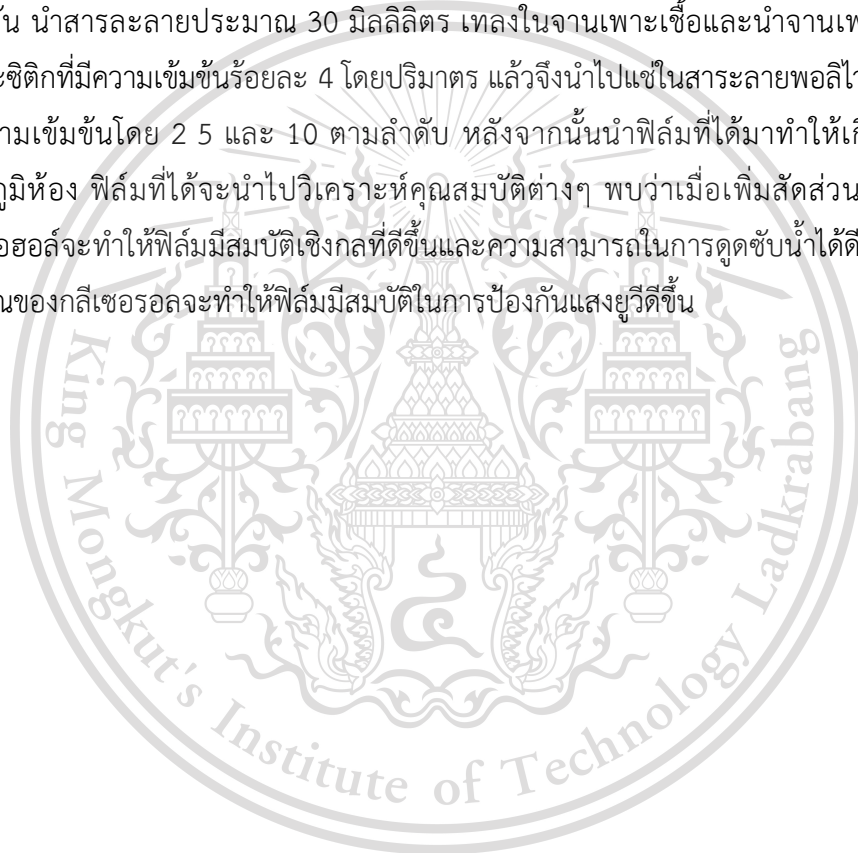 ัน นำสารละลายประมาณ 30 มิลลิลิตร เทลงในจานเพาะเชื้อและนำจานเพ
ะซิติกที่มีความเข้มข้นร้อยละ 4 โดยปริมาตร แล้วจึงนำไปแช่ในสาระลายพอลิไว
ามเข้มข้นโดย 2 5 และ 10 ตามลำดับ หลังจากนั้นนำฟิล์มที่ได้มาทำให้เกิ
ภูมิห้อง ฟิล์มที่ได้จะนำไปวิเคราะห์คุณสมบัติต่างๆ พบว่าเมื่อเพิ่มสัดส่วน
อฮอล์จะทำให้ฟิล์มมีสมบัติเชิงกลที่ดีขึ้นและความสามารถในการดูดซับน้ำได้ดี
นของกลีเซอรอลจะทำให้ฟิล์มมีสมบัติในการป้องกันแสงยูวีดีขึ้น
King Mongkut's Institute of Technology Ladkrabang